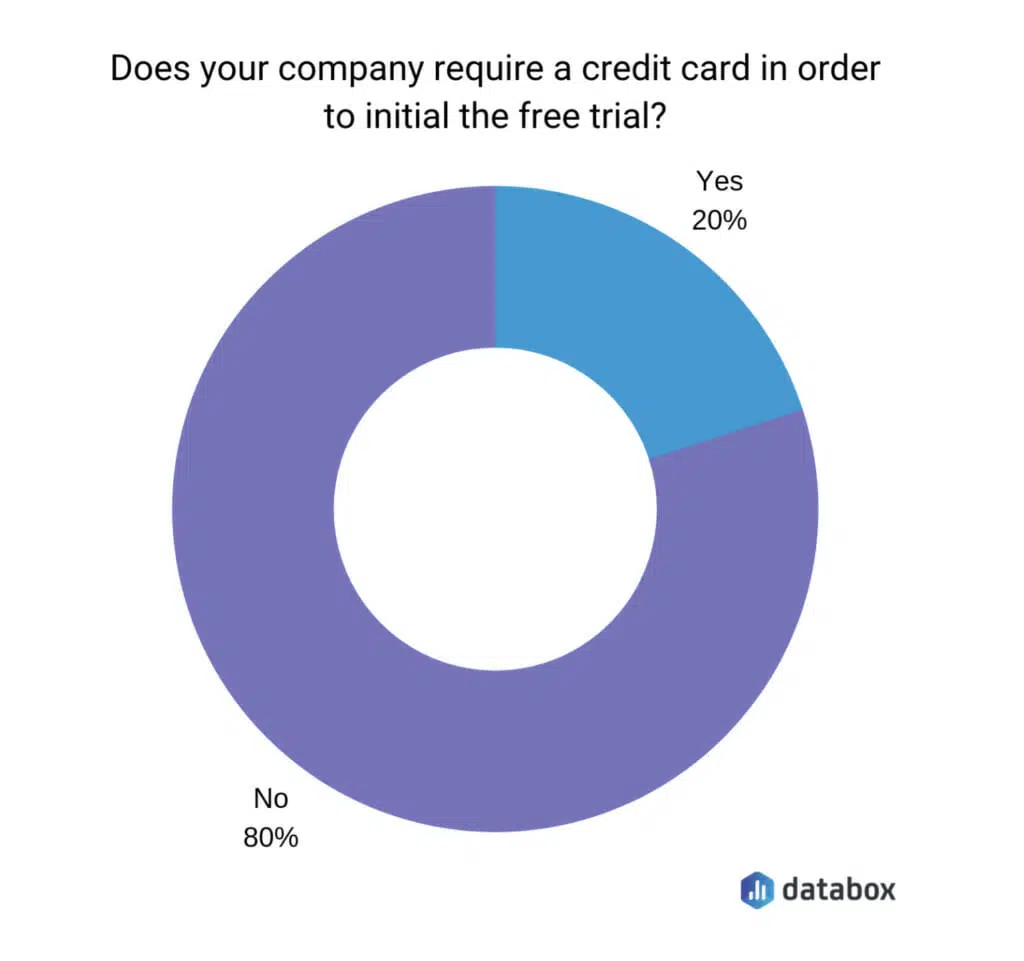 Does your company require a credit card in order
to initial the free trial?
Yes
20%
No
80%
databox